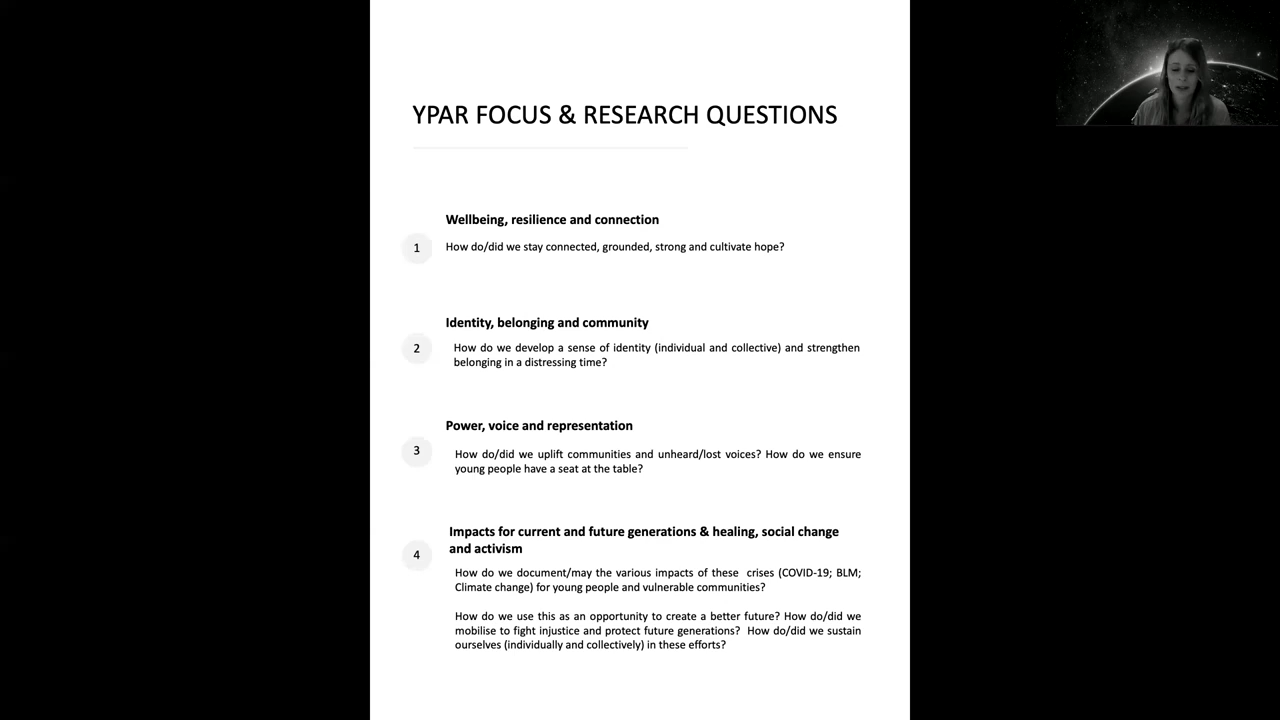 YPAR FOCUS & RESEARCH QUESTIONS
Wellbeing, resilience and connection
1
How do/did we stay connected, grounded, strong and cultivate hope?
Identity, belonging and community
2
How do we develop a sense of identity (individual and collective) and strengthen
belonging in a distressing time?
Power, voice and representation
3
How do/did we uplift communities and unheard/lost voices? How do we ensure
young people have a seat at the table?
Impacts for current and future generations & healing, social change
and activism
4
How do we document/may the various impacts of these crises (COVID-19; BLM;
Climate change) for young people and vulnerable communities?
How do we use this as an opportunity to create a better future? How do/did we
mobilise to fight injustice and protect future generations? How do/did we sustain
ourselves (individually and collectively) in these efforts?